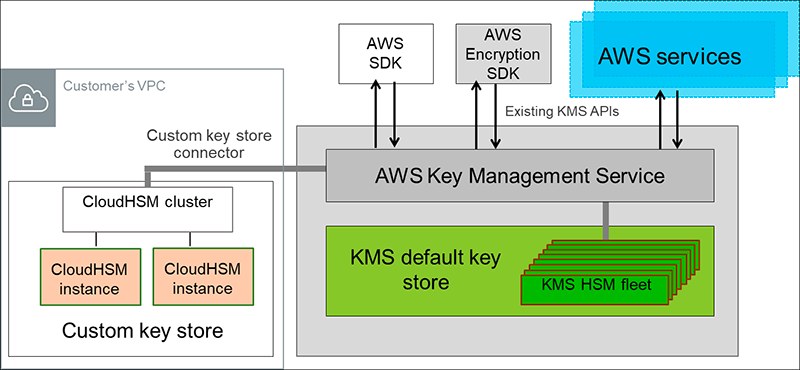 Customer's VPC
AWS
SDK
AWS
Encryption
SDK
AWS services
Existing KMS APIs
Custom key store
connector
AWS Key Management Service
CloudHSM cluster
CloudHSM
instance
CloudHSM
instance
Custom key store
KMS default key
store
KMS HSM fleet